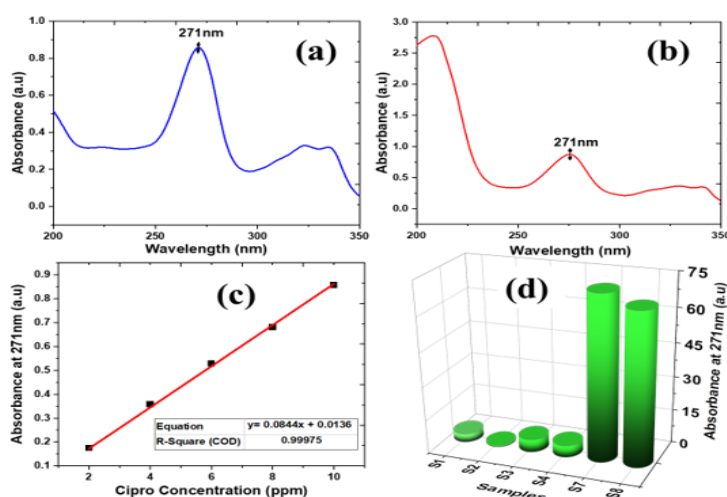 271nm
(a)
Absorbance (a.u)
1.0
0.8
0.6
0.4
0.2
0.0
200
250
300
350
Wavelength (nm)
271nm
(b)
Absorbance (a.u)
3.0
2.5
2.0
1.5
1.0
0.5
0.0
200
250
300
350
Wavelength (nm)
(c)
Absorbance at 271nm (a.u)
0.9
0.8
0.7
0.6
0.5
0.4
0.3
0.2
0.1
Equation y= 0.0844x + 0.0136
R-Square (COD) 0.99975
2
4
6
8
10
Cipro Concentration (ppm)
(d)
75
60
45
30
15
0
Absorbance at 271nm (a.u)
S1
S2
S3
S4
S7
S8
Samples